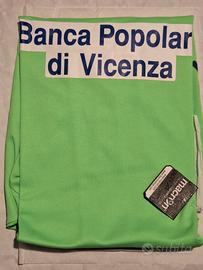 Banca Popolar
di Vicenza
macron
subito